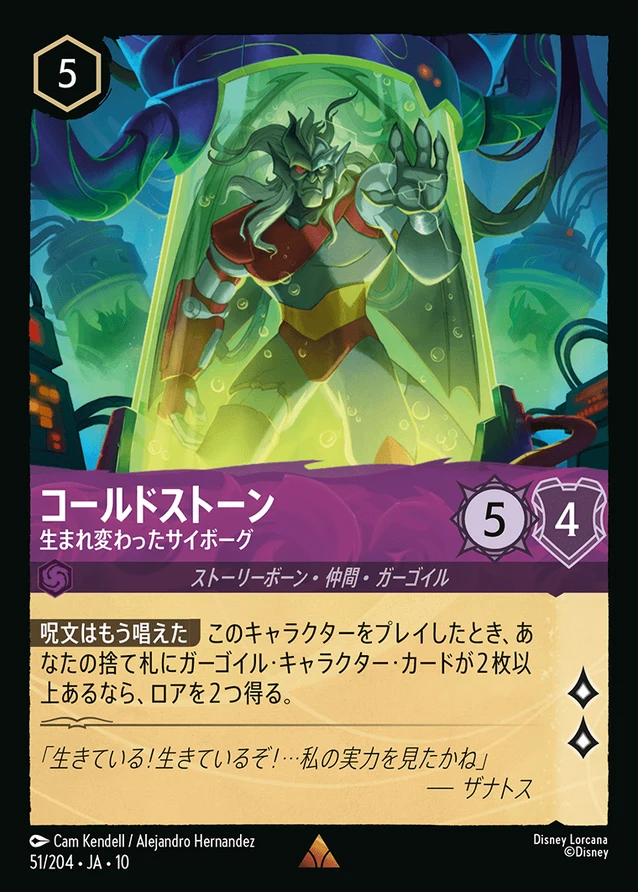 5
コールドストーン
生まれ変わったサイボーグ
5
4
ストーリーボーン・仲間・ガーゴイル
呪文はもう唱えた このキャラクターをプレイしたとき、あ
なたの捨て札にガーゴイル・キャラクター・カードが2枚以
上あるなら、ロアを2つ得る。
「生きている!生きているぞ!…私の実力を見たかね」
— ザナトス
Cam Kendell / Alejandro Hernandez
51/204・JA・10
Disney Lorcana
©Disney